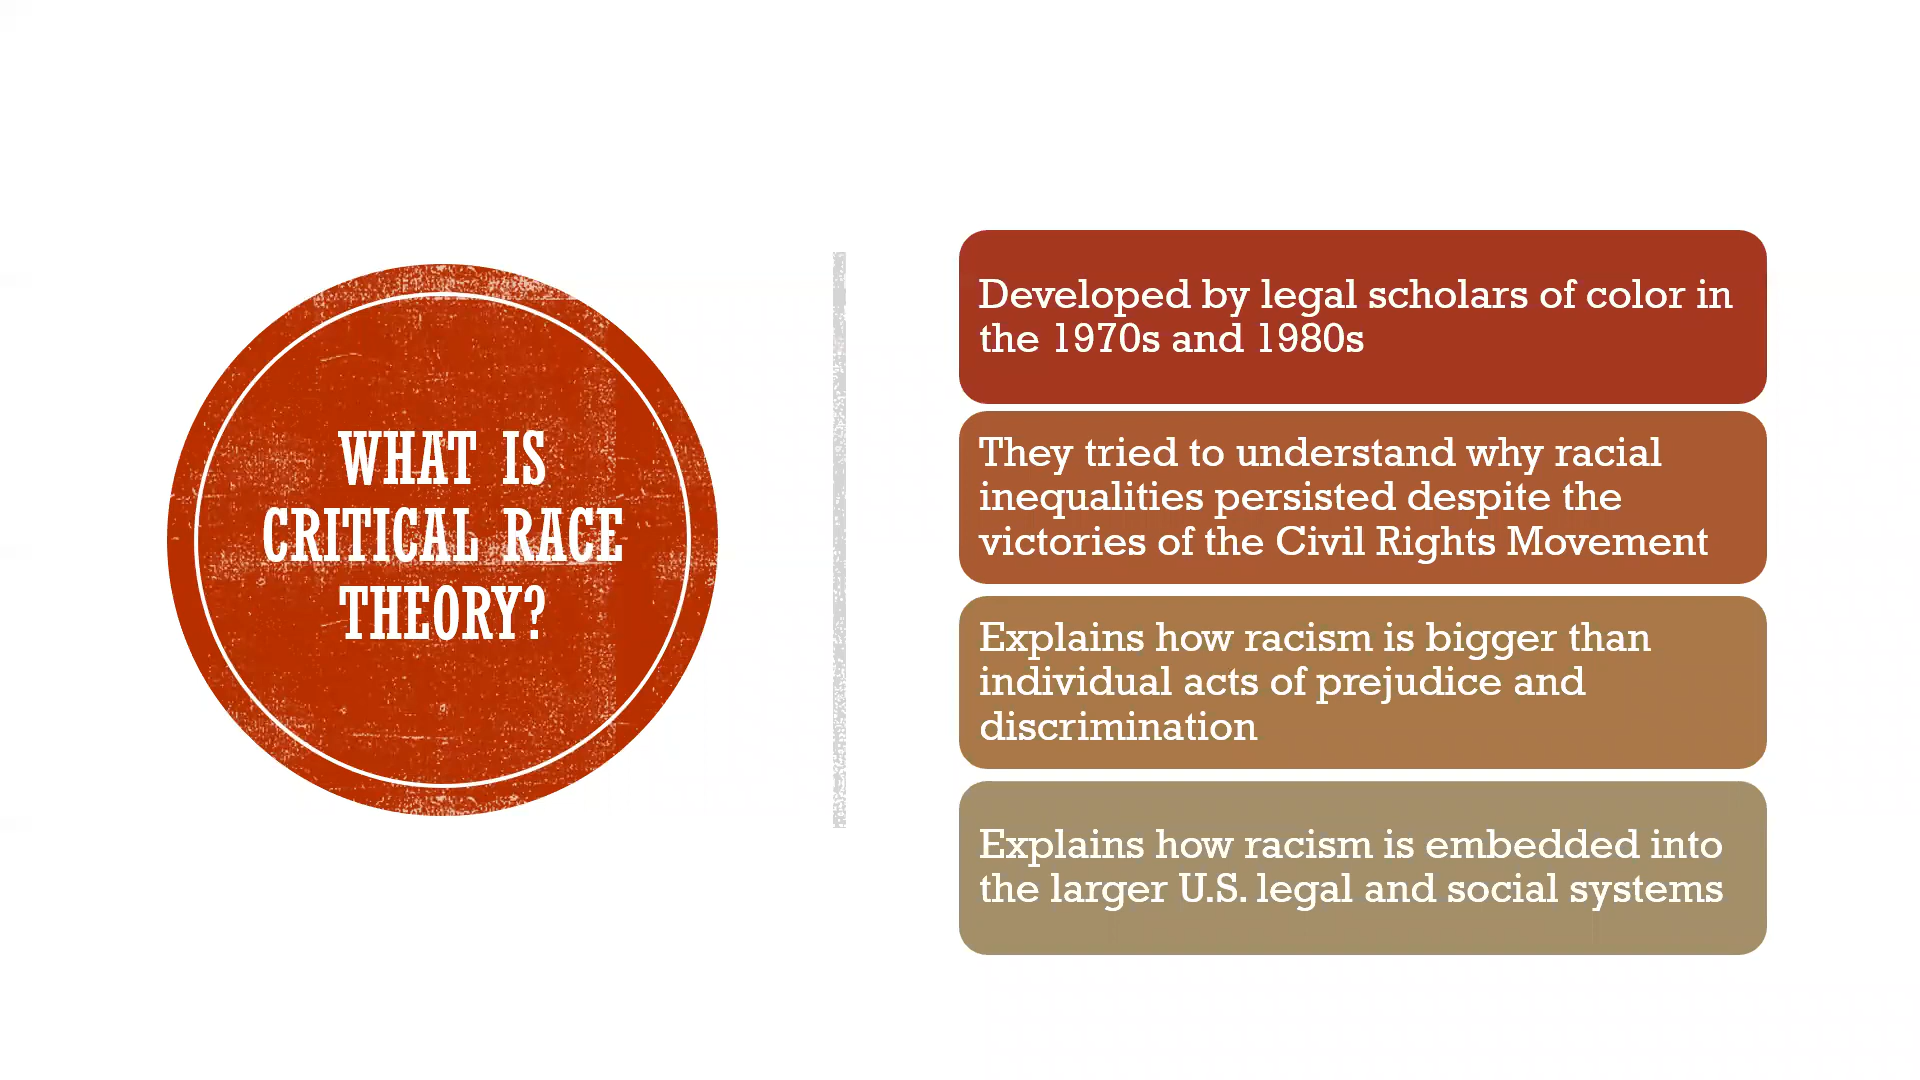 WHAT IS
CRITICAL RACE
THEORY?
Developed by legal scholars of color in
the 1970s and 1980s
They tried to understand why racial
inequalities persisted despite the
victories of the Civil Rights Movement
Explains how racism is bigger than
individual acts of prejudice and
discrimination
Explains how racism is embedded into
the larger U.S. legal and social systems